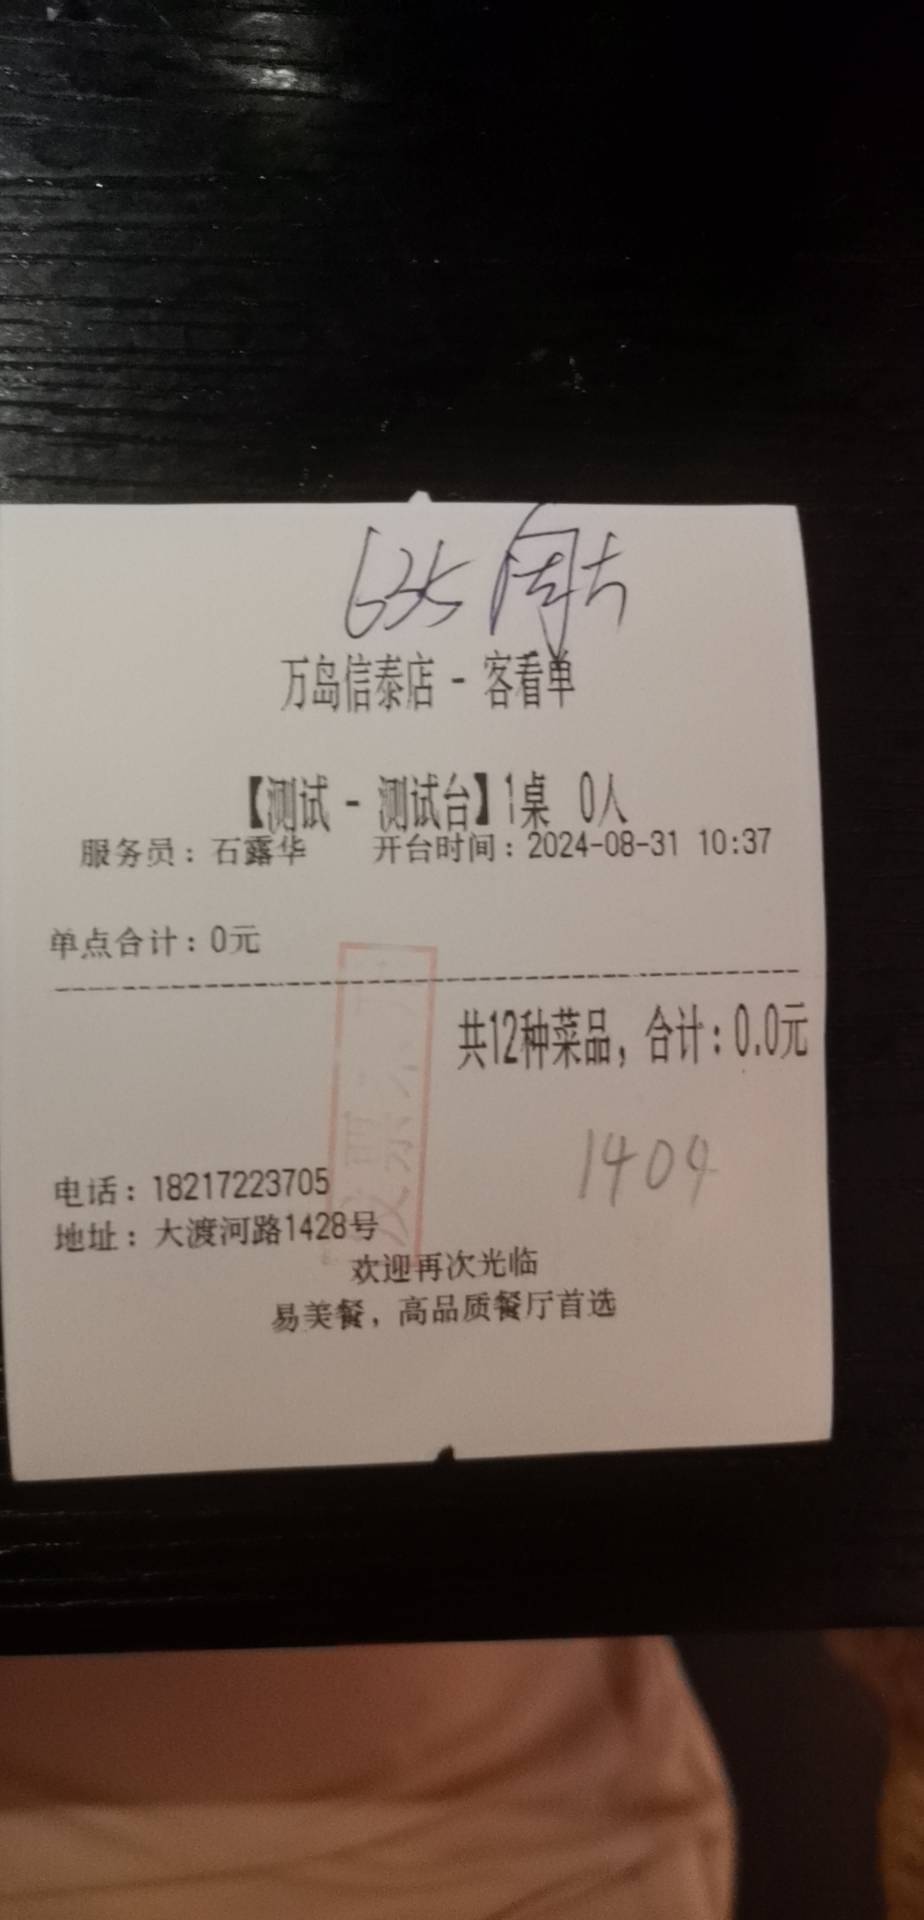 635
万岛信泰店 - 客看单
【测试 - 测试台】1桌 0人
服务员：石露华 开台时间：2024-08-31 10:37
单点合计：0元
共12种菜品，合计：0.0元
1404
电话：18217223705
地址：大渡河路1428号
欢迎再次光临
易美餐，高品质餐厅首选